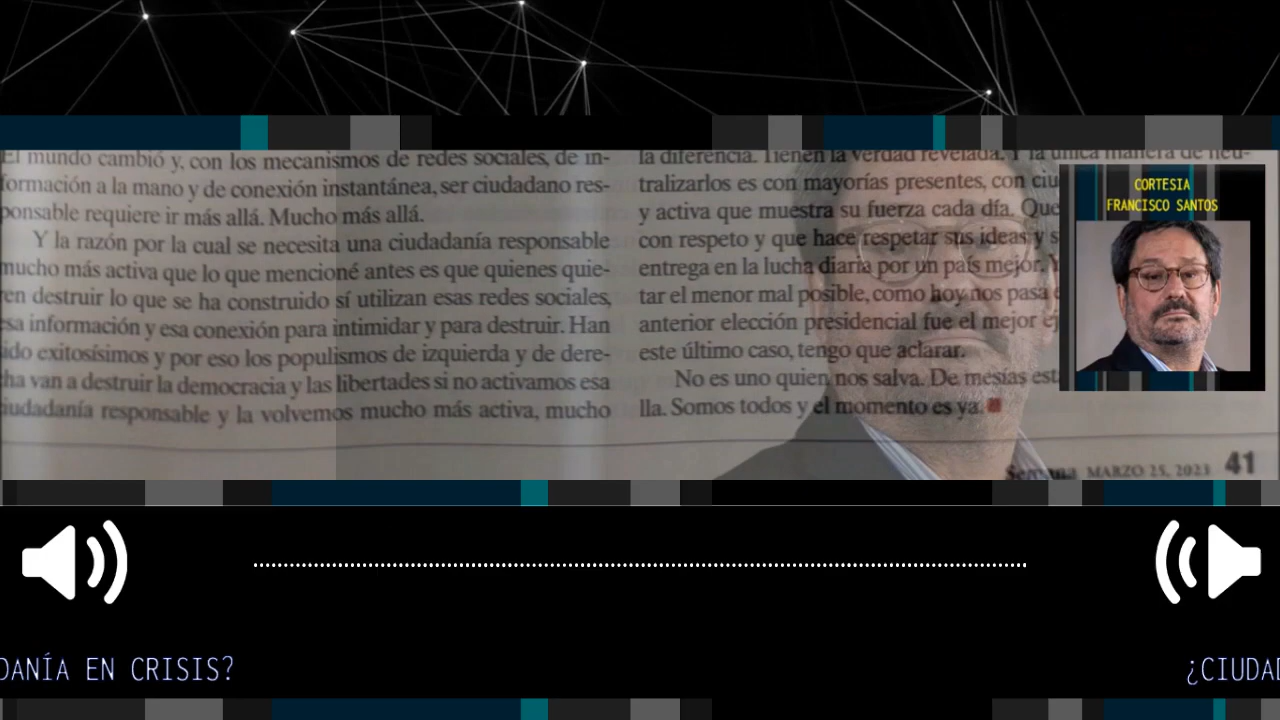 El mundo cambió y, con los mecanismos de redes sociales, de in-
formación a la mano y de conexión instantánea, ser ciudadano res-
ponsable requiere ir más allá. Mucho más allá.
Y la razón por la cual se necesita una ciudadanía responsable
mucho más activa que lo que mencioné antes es que quienes quie-
ren destruir lo que se ha construido sí utilizan esas redes sociales,
esa información y esa conexión para intimidar y para destruir. Han
ido exitosísimos y por eso los populismos de izquierda y de dere-
cha van a destruir la democracia y las libertades si no activamos esa
ciudadanía responsable y la volvemos mucho más activa, mucho
la diferencia. Tienen la verdad revelada. Y la única manera de neu-
tralizarlos es con mayorías presentes, con ciu
y activa que muestra su fuerza cada día. Que
con respeto y que hace respetar sus ideas y s
entrega en la lucha diaria por un país mejor. Y
tar el menor mal posible, como hoy nos pasa
anterior elección presidencial fue el mejor ej
este último caso, tengo que aclarar.
No es uno quien nos salva. De mesías est
lla. Somos todos y el momento es ya.
Semana MARZO 25, 2023 41
CORTESIA
FRANCISCO SANTOS
DANÍA EN CRISIS?
¿CIUDAD